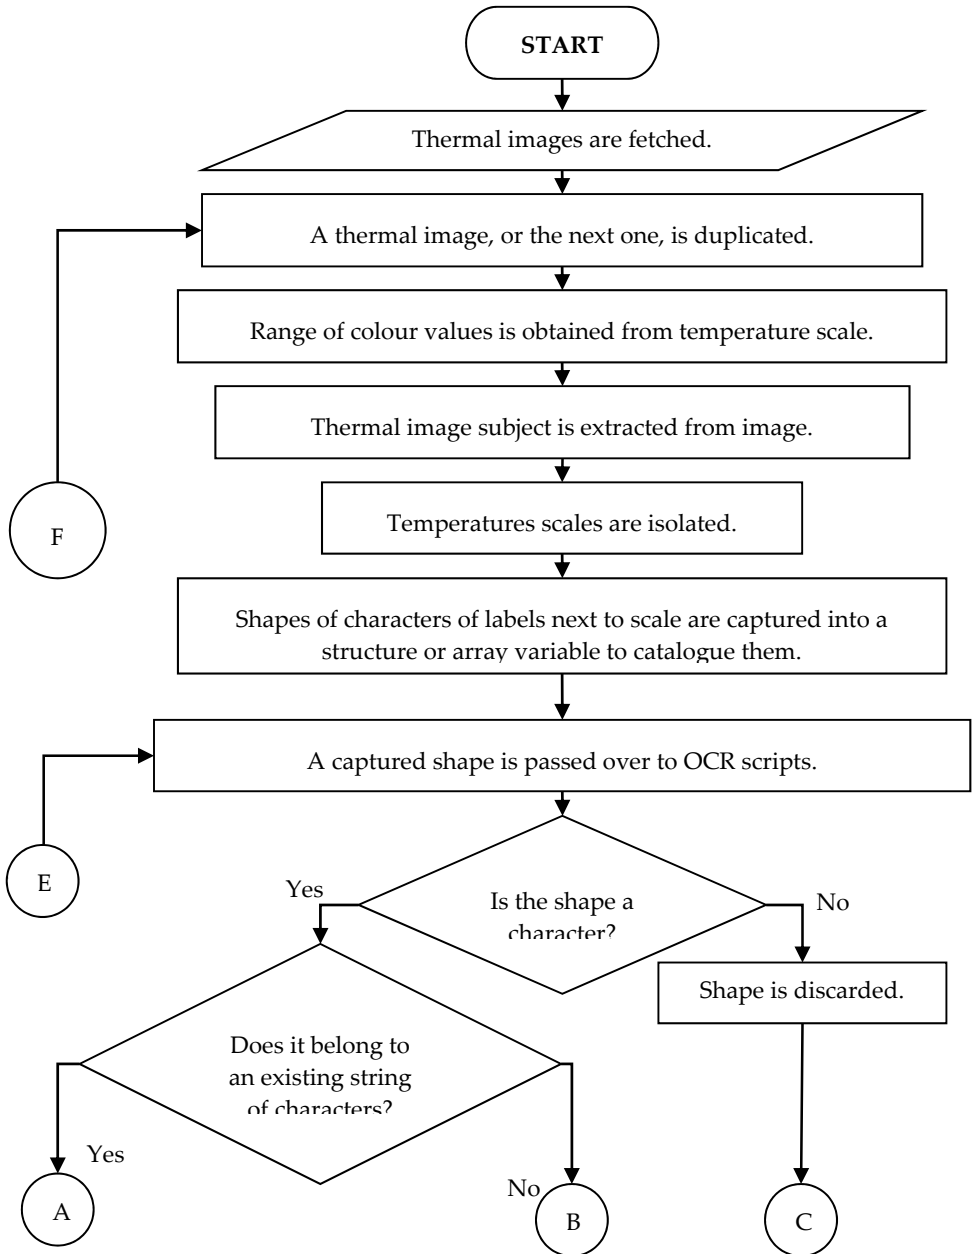 START
Thermal images are fetched.
A thermal image, or the next one, is duplicated.
Range of colour values is obtained from temperature scale.
Thermal image subject is extracted from image.
F
Temperatures scales are isolated.
Shapes of characters of labels next to scale are captured into a
structure or array variable to catalogue them.
A captured shape is passed over to OCR scripts.
E
Yes
Is the shape a
character?
No
Shape is discarded.
Does it belong to
an existing string
of characters?
Yes
No
A
B
C